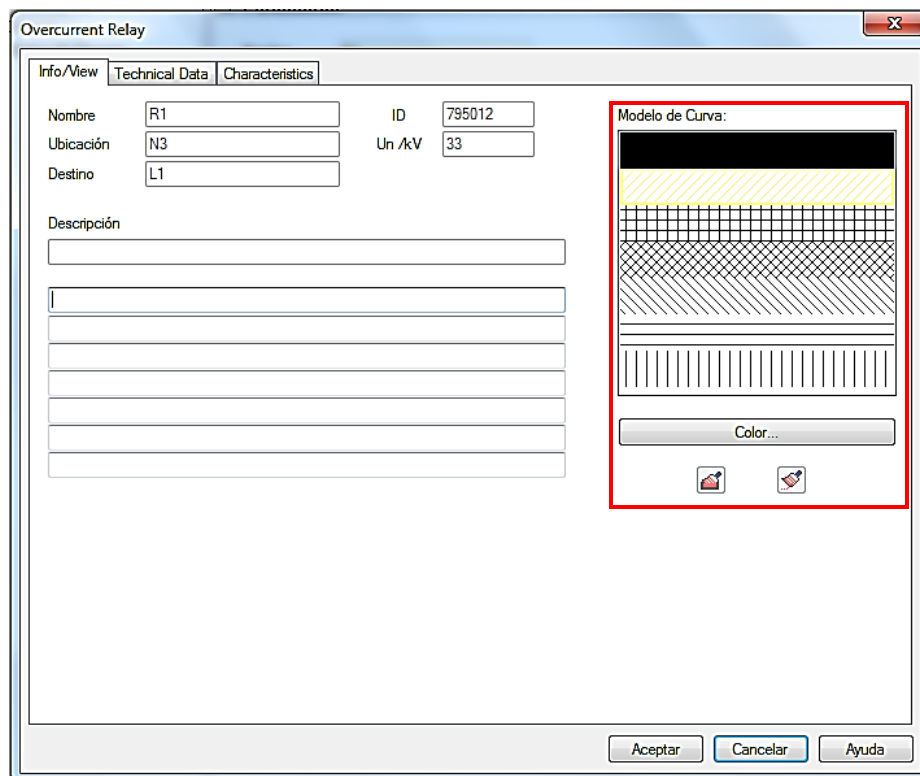 Overcurrent Relay
Info/View Technical Data Characteristics
Nombre R1 ID 795012
Ubicación N3 Un /kV 33
Destino L1
Descripción
Modelo de Curva:
Color...
Aceptar Cancelar Ayuda